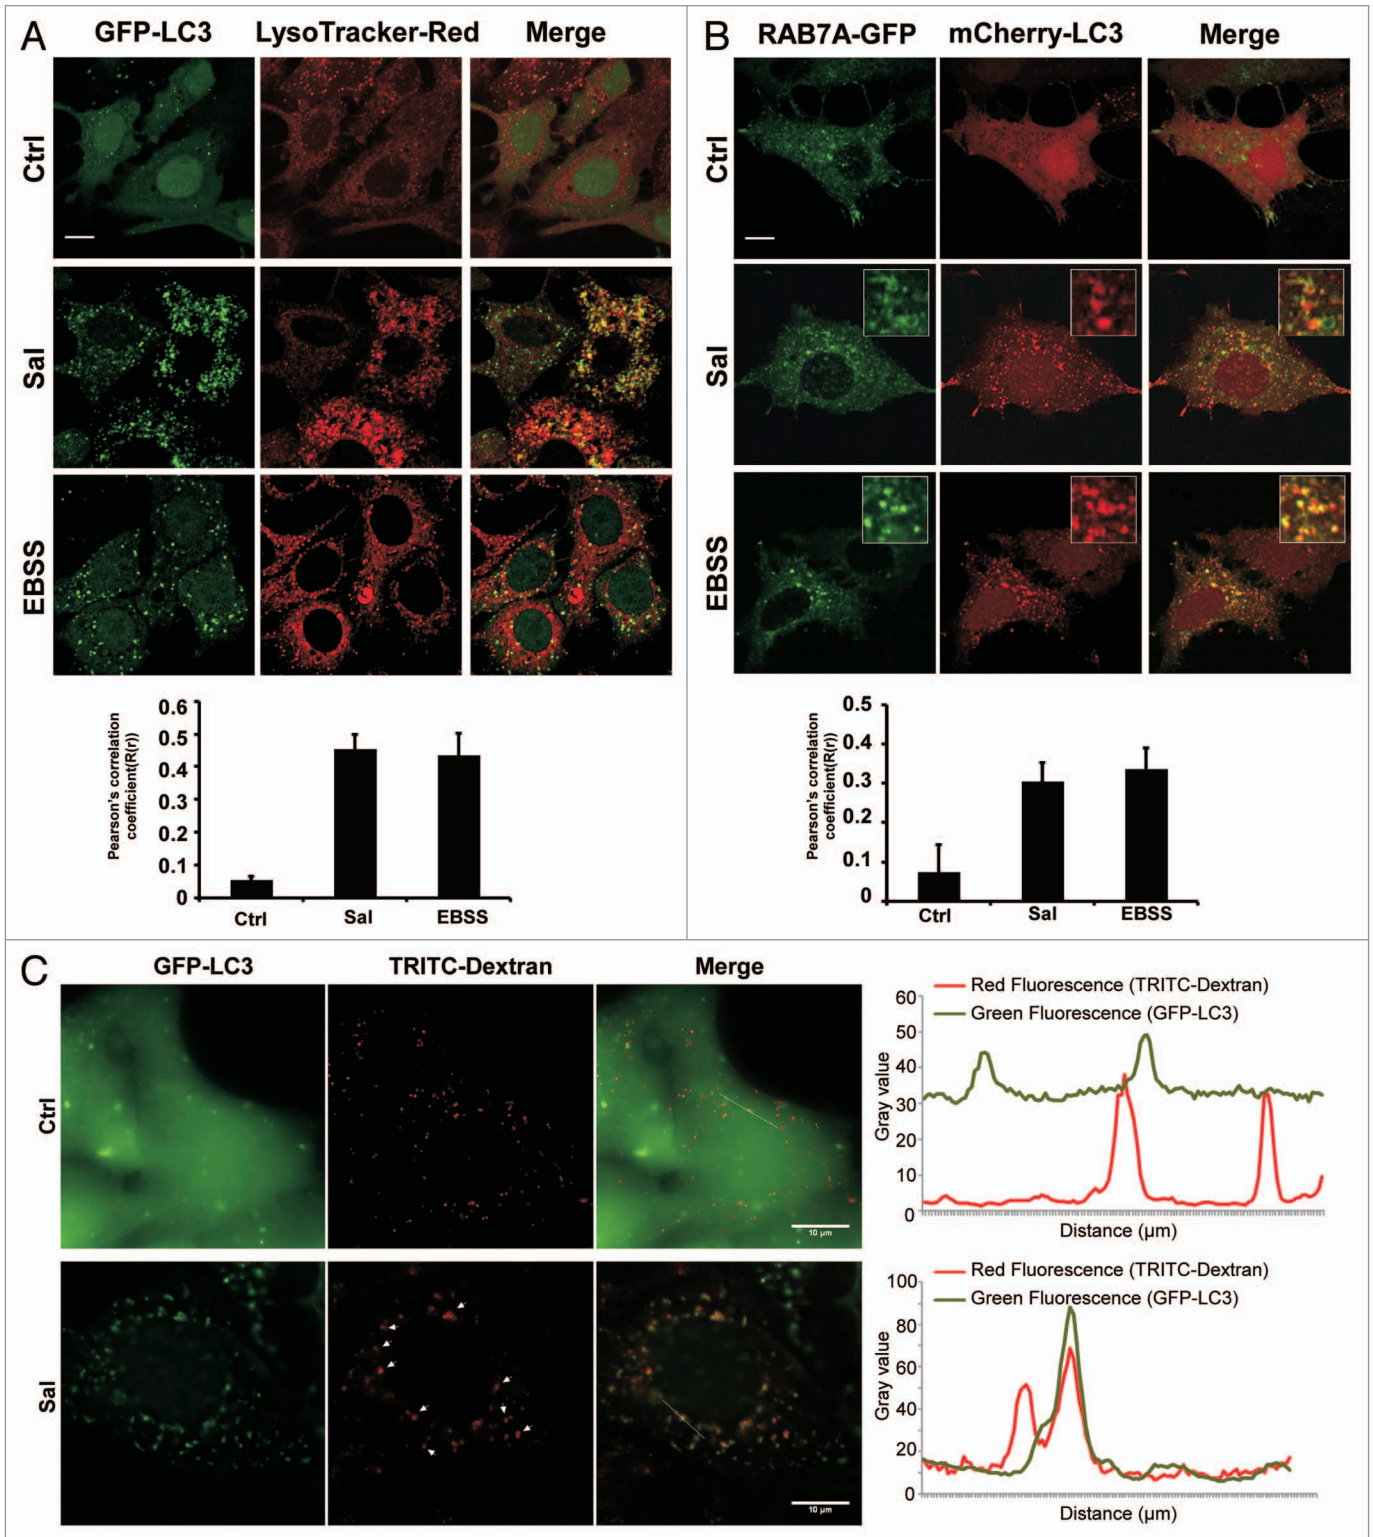 A
GFP-LC3 LysoTracker-Red Merge
Ctrl
Sal
EBSS
Pearson's correlation
coefficient(R(r))
0.6
0.5
0.4
0.3
0.2
0.1
0
Ctrl Sal EBSS
B
RAB7A-GFP mCherry-LC3 Merge
Ctrl
Sal
EBSS
Pearson's correlation
coefficient(R(r))
0.5
0.4
0.3
0.2
0.1
0
Ctrl Sal EBSS
C
GFP-LC3 TRITC-Dextran Merge
Ctrl
10 µm
Sal
10 µm
Red Fluorescence (TRITC-Dextran)
Green Fluorescence (GFP-LC3)
Gray value
60
50
40
30
20
10
0
Distance (µm)
Red Fluorescence (TRITC-Dextran)
Green Fluorescence (GFP-LC3)
Gray value
100
80
60
40
20
0
Distance (µm)